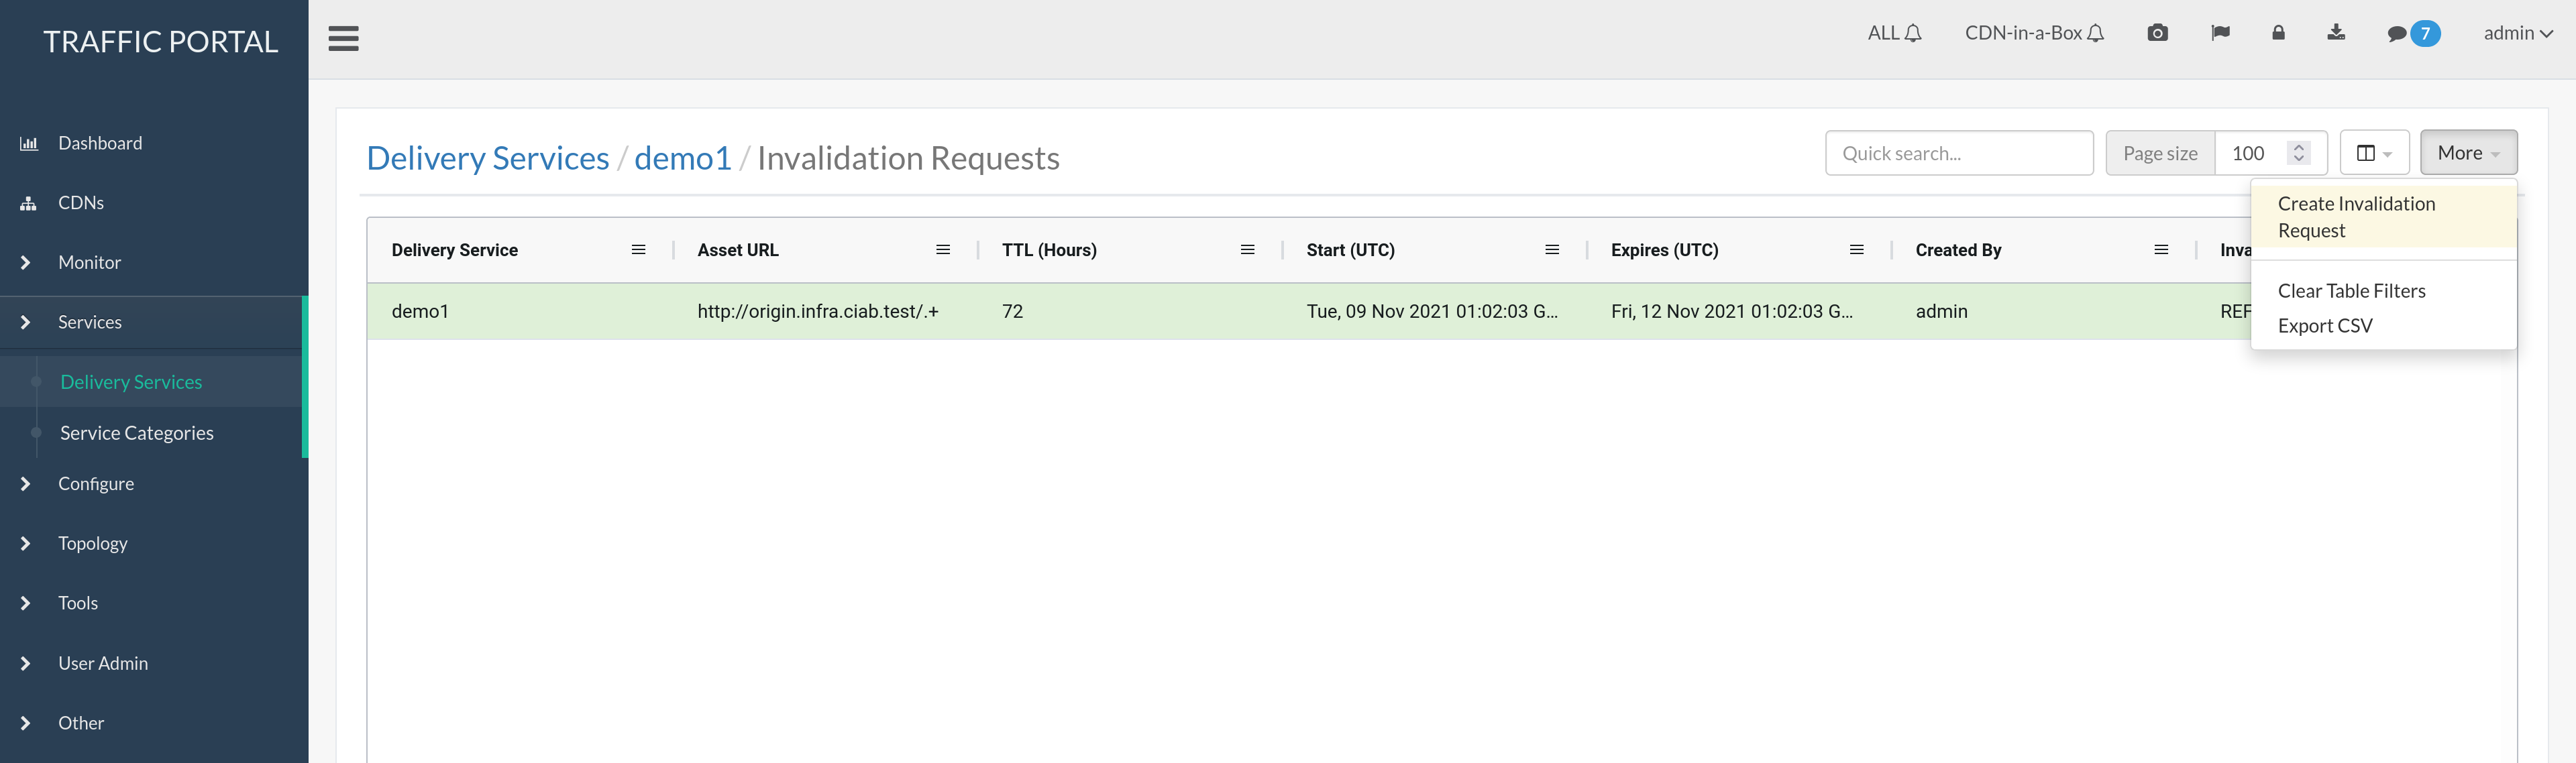 TRAFFIC PORTAL
ALL
CDN-in-a-Box
7
admin
Dashboard
CDNs
Monitor
Services
Delivery Services
Service Categories
Configure
Topology
Tools
User Admin
Other
Delivery Services / demo1 / Invalidation Requests
Quick search...
Page size
100
More
Create Invalidation
Request
Clear Table Filters
Export CSV
Delivery Service
Asset URL
TTL (Hours)
Start (UTC)
Expires (UTC)
Created By
Inva
demo1
http://origin.infra.ciab.test/.+
72
Tue, 09 Nov 2021 01:02:03 G...
Fri, 12 Nov 2021 01:02:03 G...
admin
REF